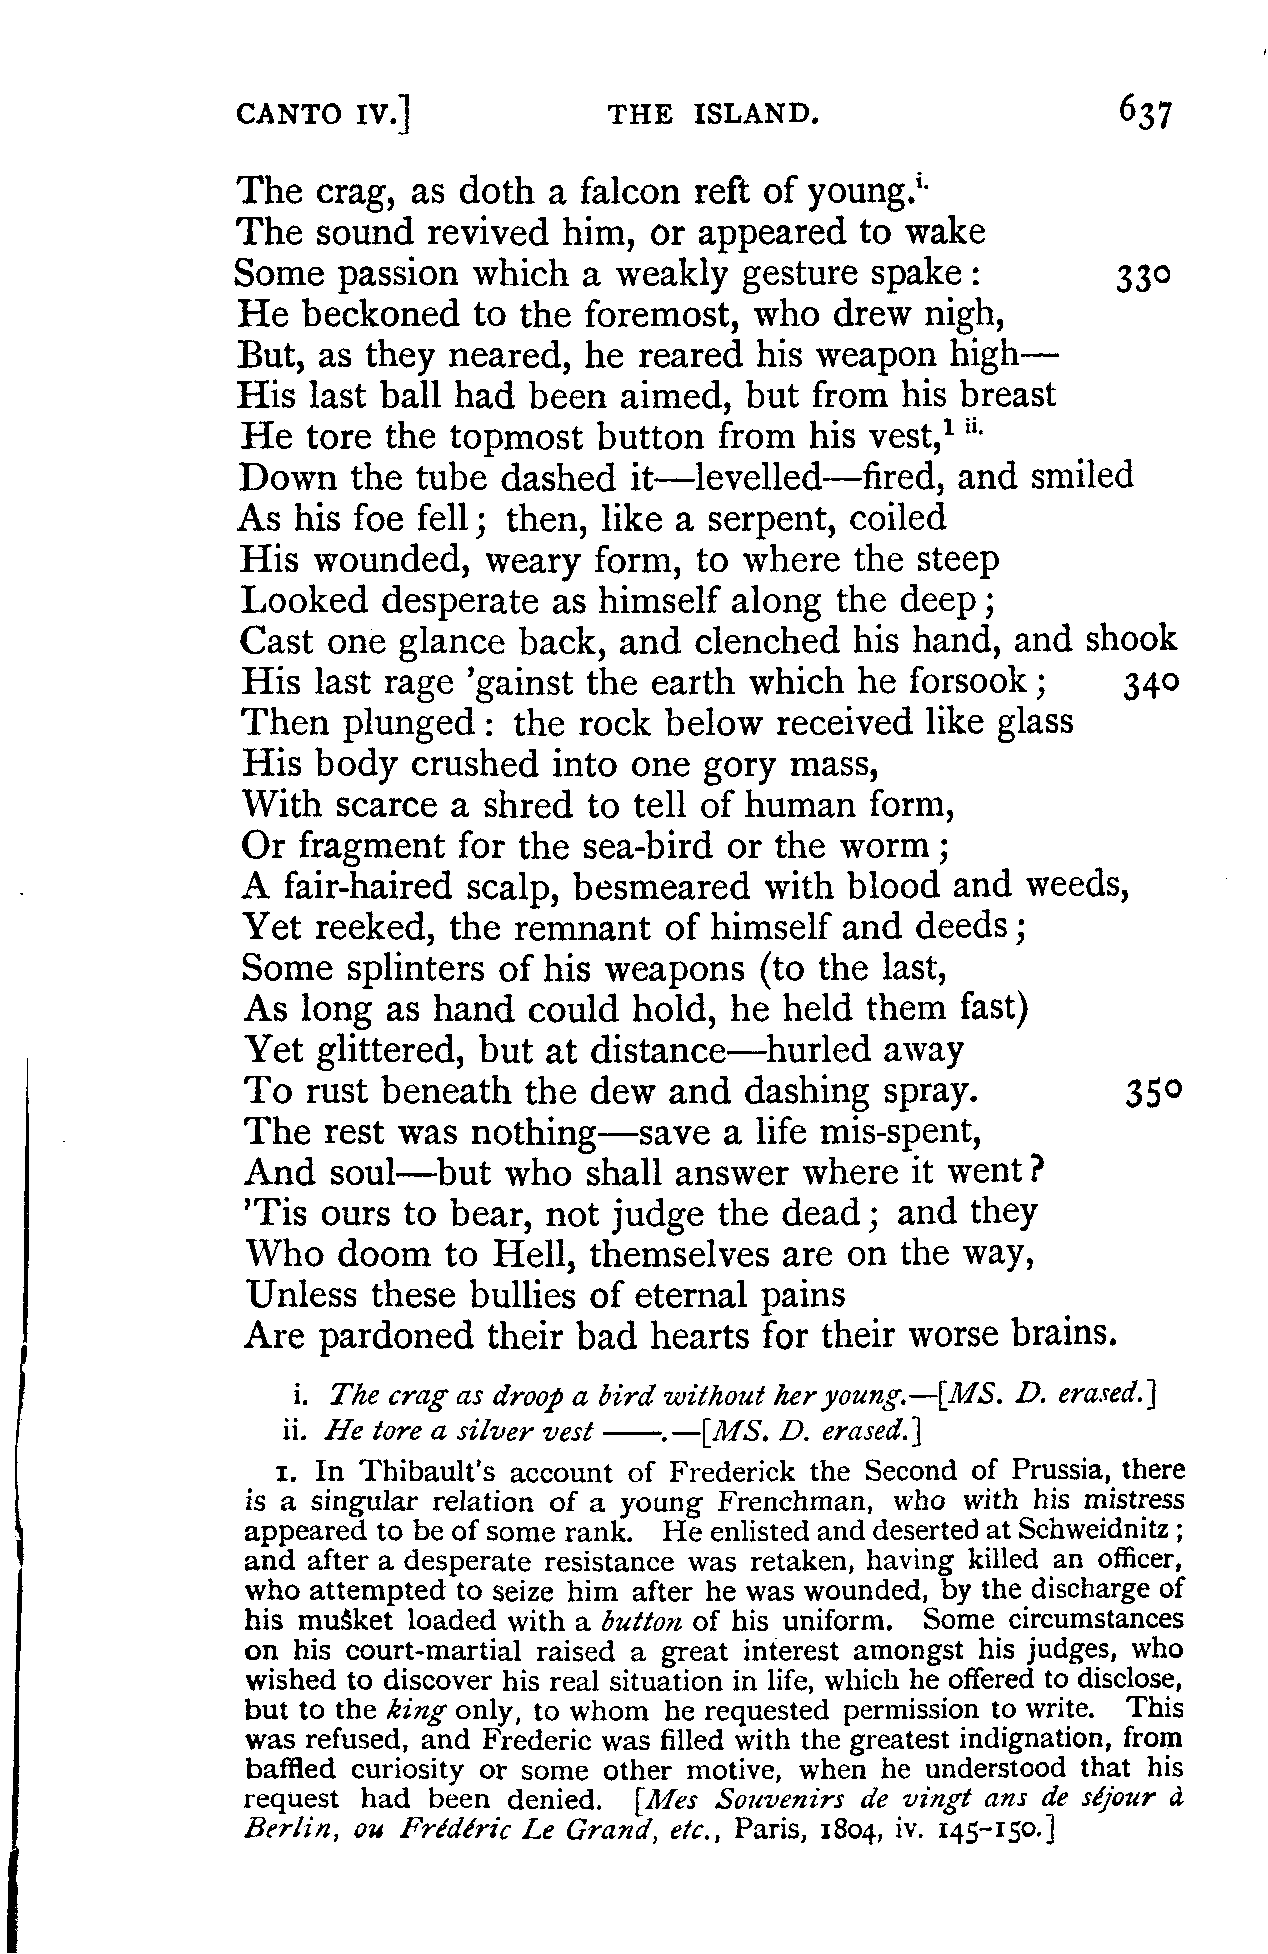 CANTO IV.] THE ISLAND. 637
The crag, as doth a falcon reft of young.i.
The sound revived him, or appeared to wake
Some passion which a weakly gesture spake : 330
He beckoned to the foremost, who drew nigh,
But, as they neared, he reared his weapon high—
His last ball had been aimed, but from his breast
He tore the topmost button from his vest,1 ii.
Down the tube dashed it—levelled—fired, and smiled
As his foe fell ; then, like a serpent, coiled
His wounded, weary form, to where the steep
Looked desperate as himself along the deep ;
Cast one glance back, and clenched his hand, and shook
His last rage 'gainst the earth which he forsook ; 340
Then plunged : the rock below received like glass
His body crushed into one gory mass,
With scarce a shred to tell of human form,
Or fragment for the sea-bird or the worm ;
A fair-haired scalp, besmeared with blood and weeds,
Yet reeked, the remnant of himself and deeds ;
Some splinters of his weapons (to the last,
As long as hand could hold, he held them fast)
Yet glittered, but at distance—hurled away
To rust beneath the dew and dashing spray. 350
The rest was nothing—save a life mis-spent,
And soul—but who shall answer where it went ?
'Tis ours to bear, not judge the dead ; and they
Who doom to Hell, themselves are on the way,
Unless these bullies of eternal pains
Are pardoned their bad hearts for their worse brains.
i. The crag as droop a bird without her young.—[MS. D. erased.]
ii. He tore a silver vest ——.—[MS. D. erased.]
1. In Thibault's account of Frederick the Second of Prussia, there
is a singular relation of a young Frenchman, who with his mistress
appeared to be of some rank. He enlisted and deserted at Schweidnitz ;
and after a desperate resistance was retaken, having killed an officer,
who attempted to seize him after he was wounded, by the discharge of
his musket loaded with a button of his uniform. Some circumstances
on his court-martial raised a great interest amongst his judges, who
wished to discover his real situation in life, which he offered to disclose,
but to the king only, to whom he requested permission to write. This
was refused, and Frederic was filled with the greatest indignation, from
baffled curiosity or some other motive, when he understood that his
request had been denied. [Mes Souvenirs de vingt ans de séjour à
Berlin, ou Frédéric Le Grand, etc., Paris, 1804, iv. 145-150.]